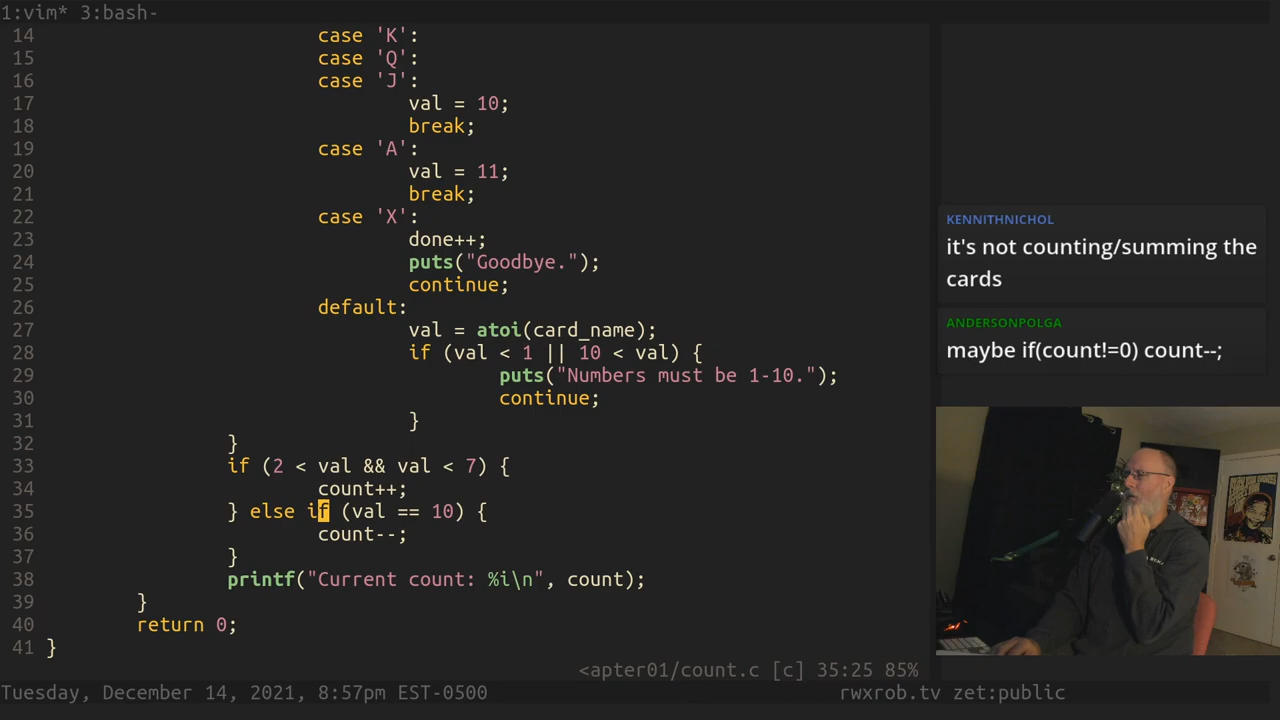 1:vim* 3:bash-
14 case 'K':
15 case 'Q':
16 case 'J':
17 val = 10;
18 break;
19 case 'A':
20 val = 11;
21 break;
22 case 'X':
23 done++;
24 puts("Goodbye.");
25 continue;
26 default:
27 val = atoi(card_name);
28 if (val < 1 || 10 < val) {
29 puts("Numbers must be 1-10.");
30 continue;
31 }
32 }
33 if (2 < val && val < 7) {
34 count++;
35 } else if (val == 10) {
36 count--;
37 }
38 printf("Current count: %i\n", count);
39 }
40 return 0;
41 }
<apter01/count.c [c] 35:25 85%
Tuesday, December 14, 2021, 8:57pm EST-0500
rwxrob.tv zet:public
KENNITHNICHOL
it's not counting/summing the
cards
ANDERSONPOLGA
maybe if(count!=0) count--;